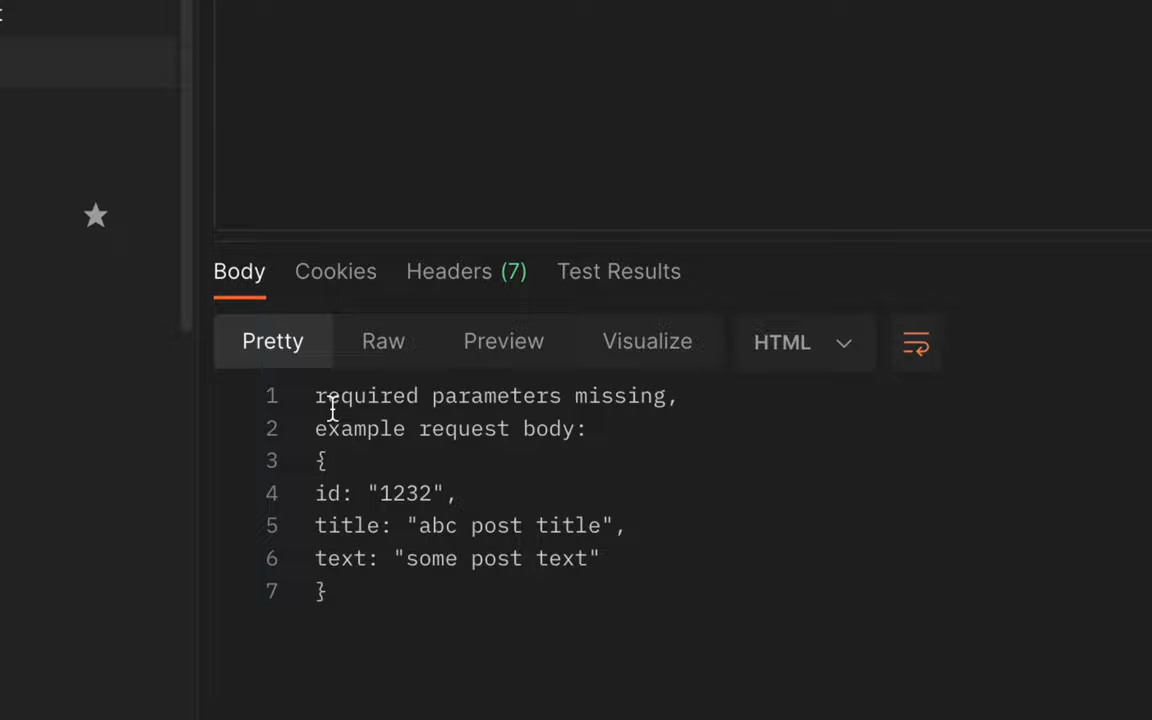 Body Cookies Headers (7) Test Results
Pretty Raw Preview Visualize HTML
1 required parameters missing,
2 example request body:
3 {
4 id: "1232",
5 title: "abc post title",
6 text: "some post text"
7 }